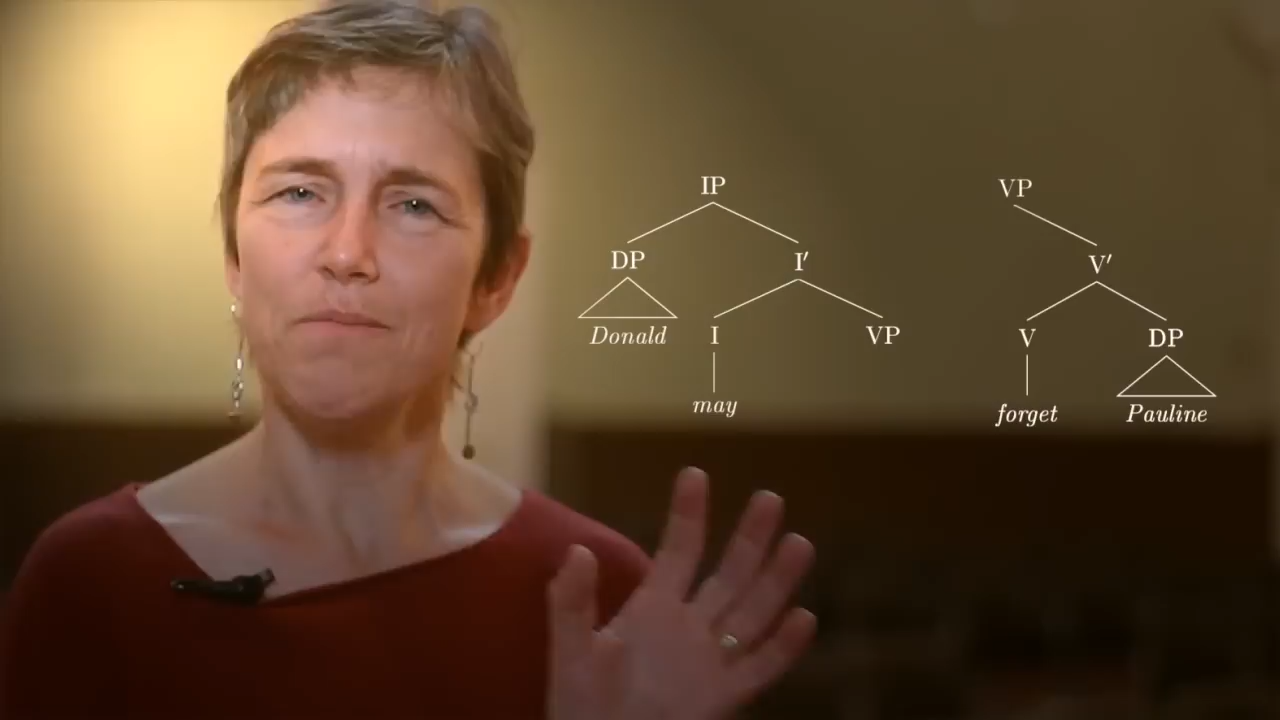 IP
VP
DP
I′
V′
Donald
I
VP
V
DP
may
forget
Pauline